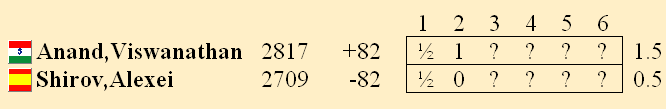 1 2 3 4 5 6
Anand,Viswanathan 2817 +82 ½ 1 ? ? ? ? 1.5
Shirov,Alexei 2709 -82 ½ 0 ? ? ? ? 0.5